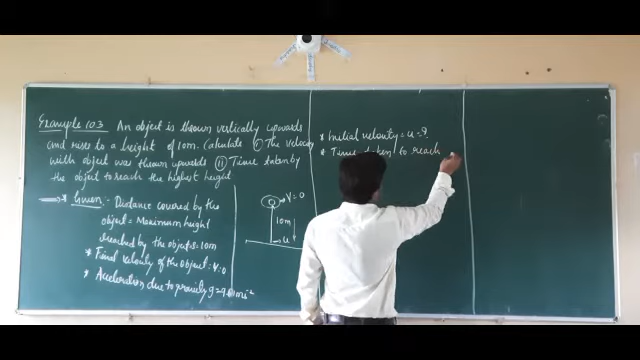 Example 103 An object is thrown vertically upwards
and rises to a height of 10m. Calculate (i) The velocity
with object was thrown upwards (ii) Time taken by
the object to reach the highest height
Given :- Distance covered by the
object = Maximum height
reached by the object = S = 10m
* Final velocity of the object = V = 0
* Acceleration due to gravity g = 9.81 ms-2
V = 0
10m
u
* Initial velocity = u = ?
* Time taken to reach